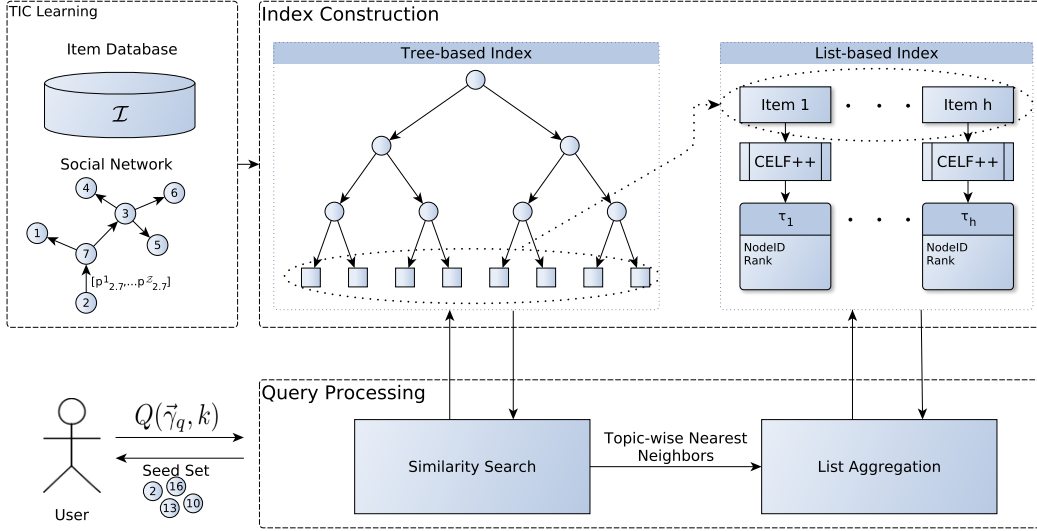 TIC Learning
Item Database
ℐ
Social Network
4
6
3
1
5
7
[p¹2.7,...p^𝒵2.7]
2
Index Construction
Tree-based Index
List-based Index
Item 1 . . . Item h
CELF++ CELF++
τ1 . . . τh
NodeID NodeID
Rank Rank
Query Processing
Similarity Search
Topic-wise Nearest
Neighbors
List Aggregation
Q(γ⃗q, k)
Seed Set
2 16
13 10
User